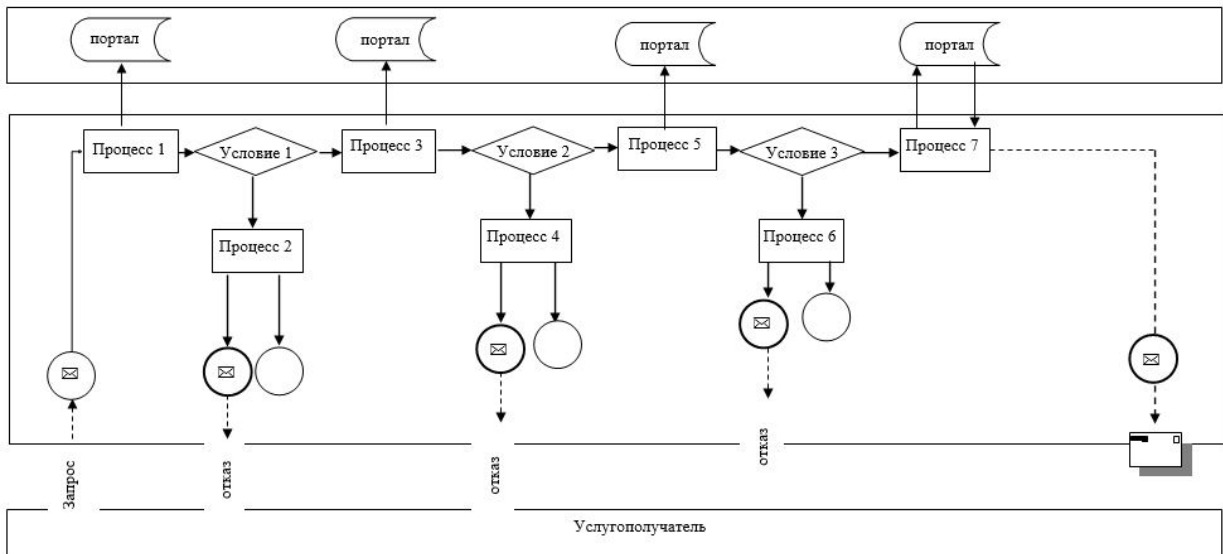 портал
портал
портал
портал
Процесс 1
Условие 1
Процесс 3
Условие 2
Процесс 5
Условие 3
Процесс 7
Процесс 2
Процесс 4
Процесс 6
Запрос
отказ
отказ
отказ
Услугополучатель